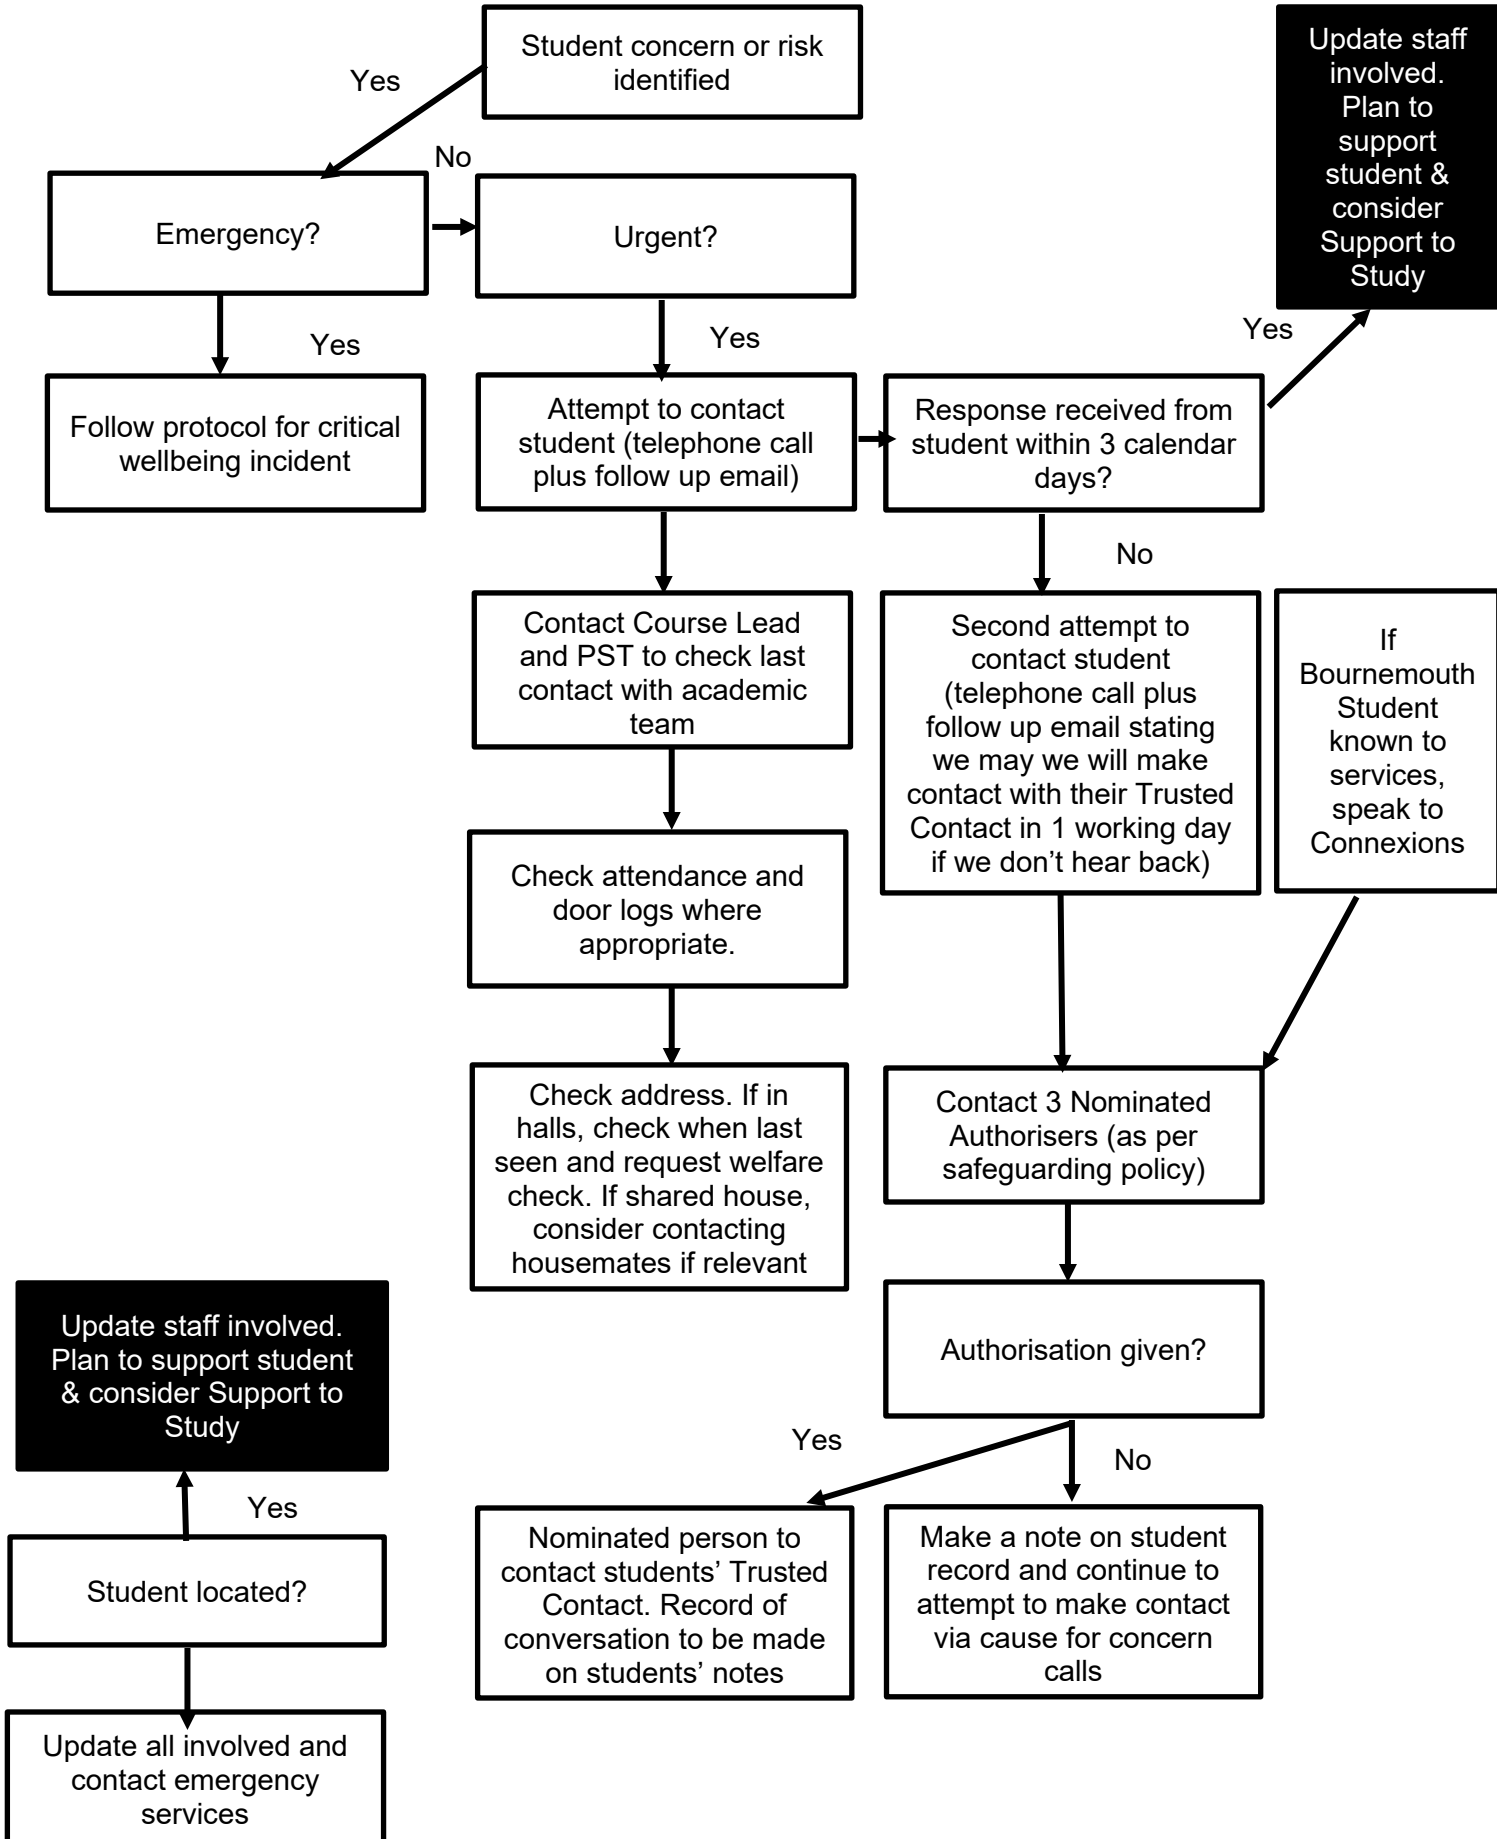 Student concern or risk
identified
Update staff
involved.
Plan to
support
student &
consider
Support to
Study
Yes
No
Emergency?
Urgent?
Yes
Yes
Yes
Follow protocol for critical
wellbeing incident
Attempt to contact
student (telephone call
plus follow up email)
Response received from
student within 3 calendar
days?
No
Contact Course Lead
and PST to check last
contact with academic
team
Second attempt to
contact student
(telephone call plus
follow up email stating
we may we will make
contact with their Trusted
Contact in 1 working day
if we don’t hear back)
If
Bournemouth
Student
known to
services,
speak to
Connexions
Check attendance and
door logs where
appropriate.
Check address. If in
halls, check when last
seen and request welfare
check. If shared house,
consider contacting
housemates if relevant
Contact 3 Nominated
Authorisers (as per
safeguarding policy)
Authorisation given?
Yes
No
Nominated person to
contact students’ Trusted
Contact. Record of
conversation to be made
on students’ notes
Make a note on student
record and continue to
attempt to make contact
via cause for concern
calls
Update staff involved.
Plan to support student
& consider Support to
Study
Yes
Student located?
Update all involved and
contact emergency
services